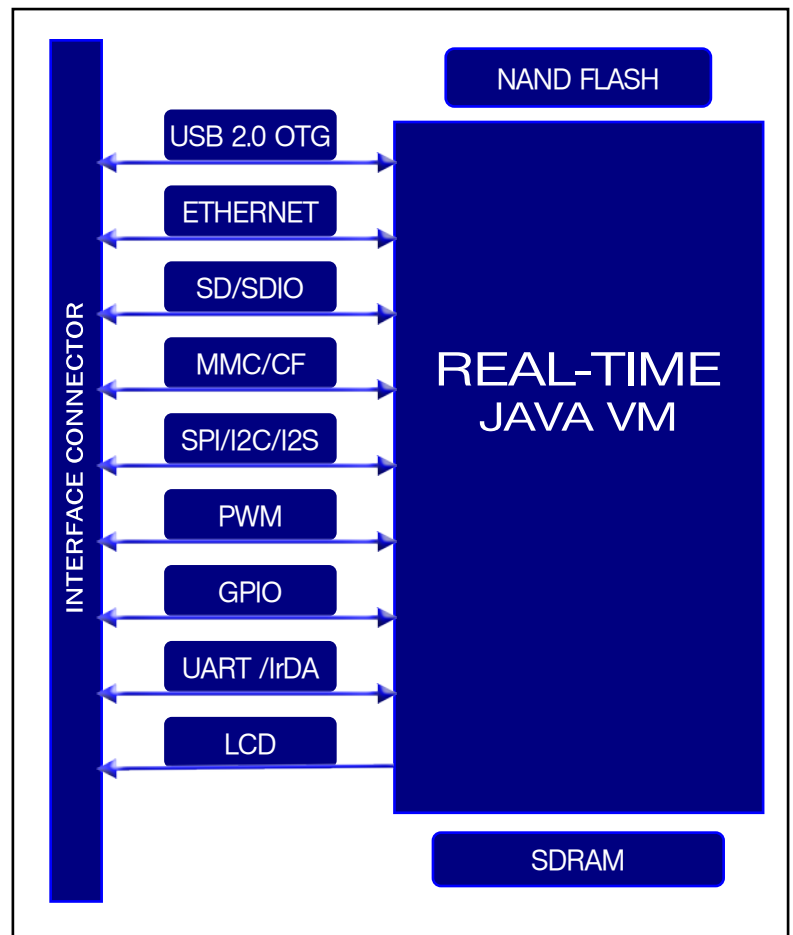 NAND FLASH
USB 2.0 OTG
ETHERNET
SD/SDIO
MMC/CF
SPI/I2C/I2S
PWM
GPIO
UART /IrDA
LCD
INTERFACE CONNECTOR
REAL-TIME
JAVA VM
SDRAM